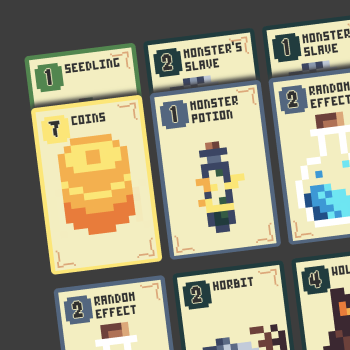 1 SEEDLING
2 MONSTER'S
SLAVE
1 MONSTER
SLAVE
7 COINS
1 MONSTER
POTION
2 RANDOM
EFFECT
2 RANDOM
EFFECT
2 HORBIT
4